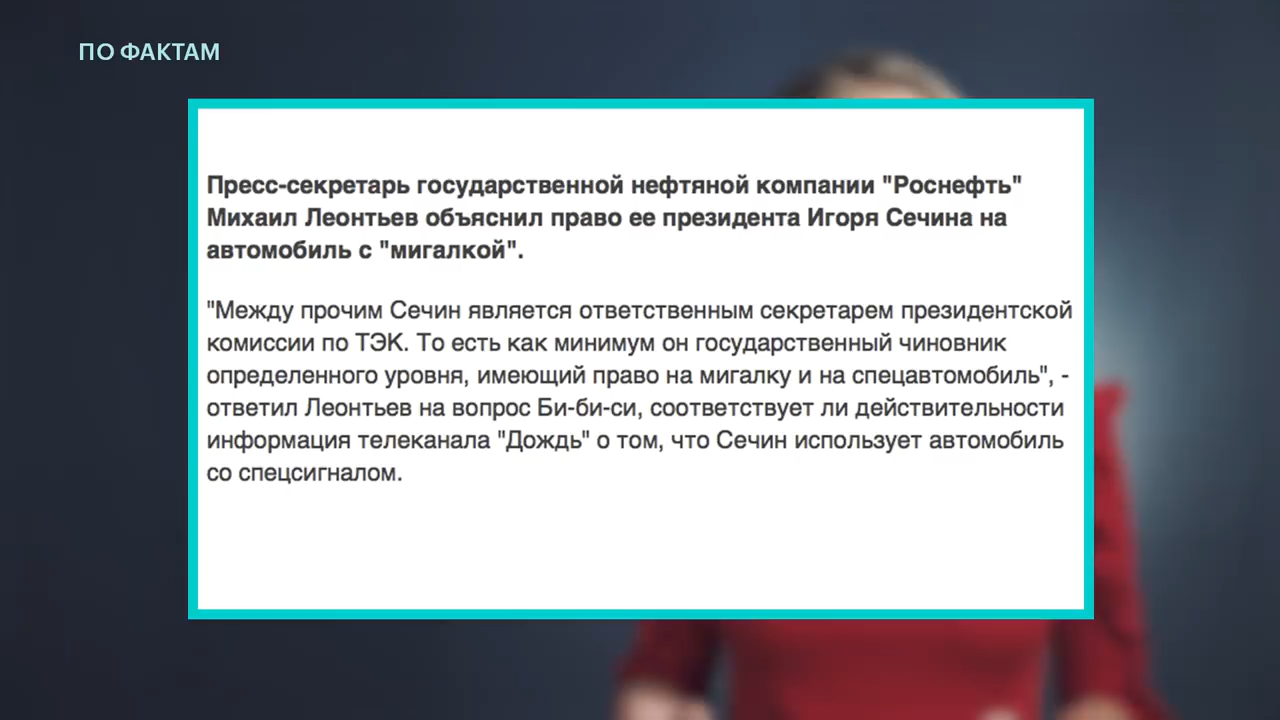 ПО ФАКТАМ
Пресс-секретарь государственной нефтяной компании "Роснефть"
Михаил Леонтьев объяснил право ее президента Игоря Сечина на
автомобиль с "мигалкой".
"Между прочим Сечин является ответственным секретарем президентской
комиссии по ТЭК. То есть как минимум он государственный чиновник
определенного уровня, имеющий право на мигалку и на спецавтомобиль", -
ответил Леонтьев на вопрос Би-би-си, соответствует ли действительности
информация телеканала "Дождь" о том, что Сечин использует автомобиль
со спецсигналом.